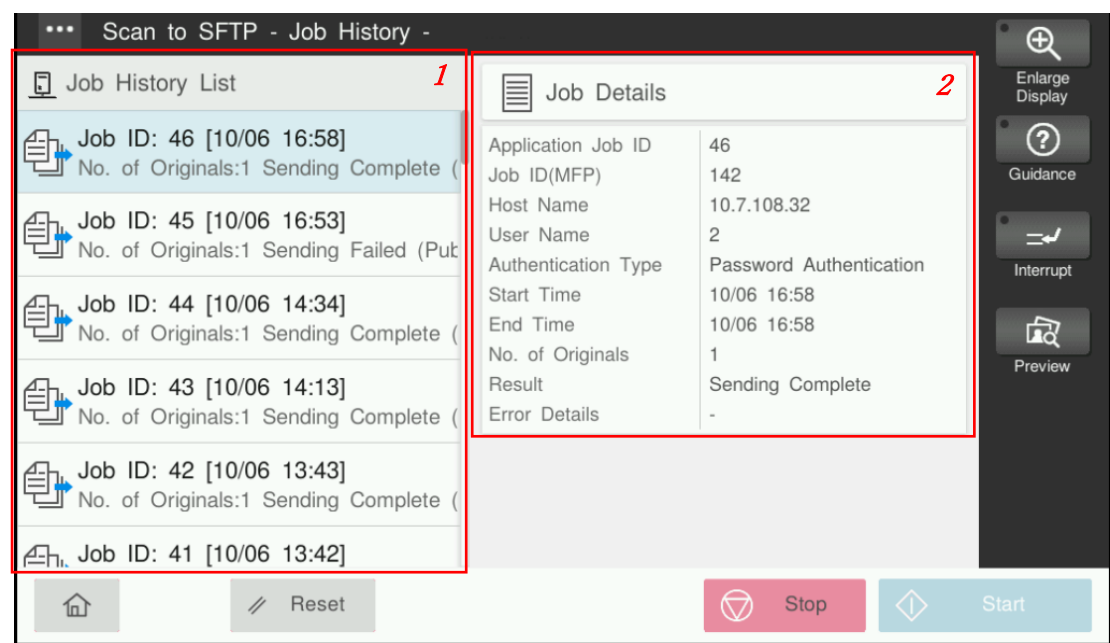 Scan to SFTP - Job History -
Job History List
1
Job ID: 46 [10/06 16:58]
No. of Originals:1 Sending Complete (
Job ID: 45 [10/06 16:53]
No. of Originals:1 Sending Failed (Pub
Job ID: 44 [10/06 14:34]
No. of Originals:1 Sending Complete (
Job ID: 43 [10/06 14:13]
No. of Originals:1 Sending Complete (
Job ID: 42 [10/06 13:43]
No. of Originals:1 Sending Complete (
Job ID: 41 [10/06 13:42]
Job Details
2
Application Job ID 46
Job ID(MFP) 142
Host Name 10.7.108.32
User Name 2
Authentication Type Password Authentication
Start Time 10/06 16:58
End Time 10/06 16:58
No. of Originals 1
Result Sending Complete
Error Details -
Enlarge
Display
Guidance
Interrupt
Preview
Reset
Stop
Start